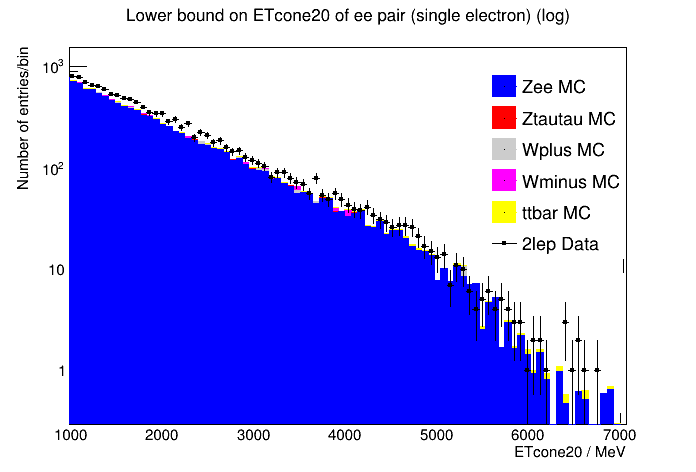 Lower bound on ETcone20 of ee pair (single electron) (log)
Number of entries/bin
10³
10²
10
1
Zee MC
Ztautau MC
Wplus MC
Wminus MC
ttbar MC
2lep Data
1000 2000 3000 4000 5000 6000 7000
ETcone20 / MeV